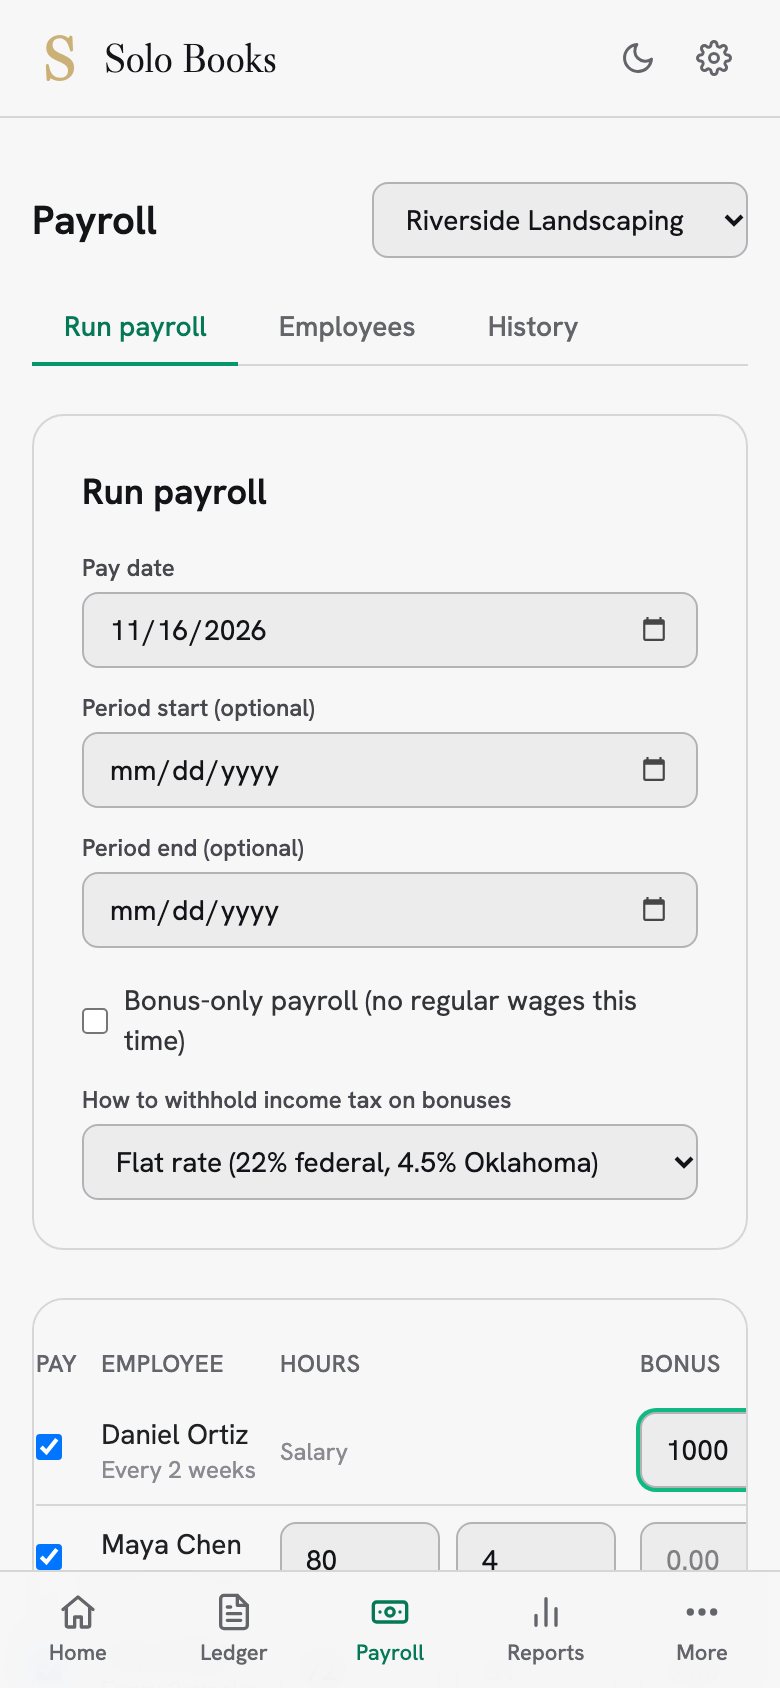 S Solo Books
Payroll
Riverside Landscaping
Run payroll Employees History
Run payroll
Pay date
11/16/2026
Period start (optional)
mm/dd/yyyy
Period end (optional)
mm/dd/yyyy
Bonus-only payroll (no regular wages this
time)
How to withhold income tax on bonuses
Flat rate (22% federal, 4.5% Oklahoma)
PAY EMPLOYEE HOURS BONUS
Daniel Ortiz
Every 2 weeks
Salary
1000
Maya Chen
80 4 0.00
Home Ledger Payroll Reports More